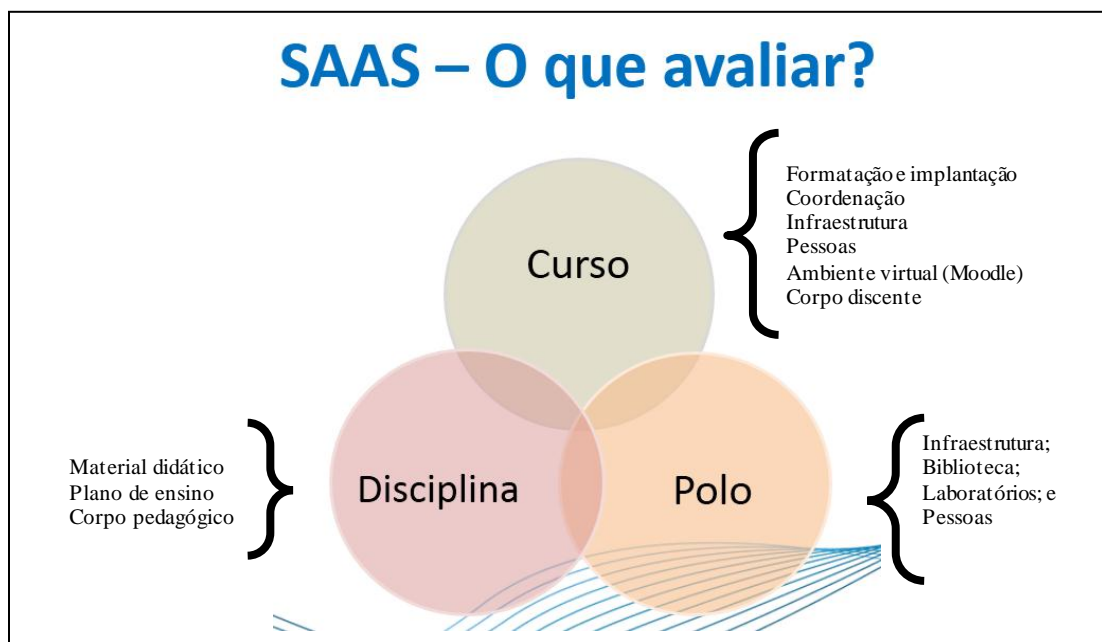 SAAS – O que avaliar?
Formatação e implantação
Coordenação
Infraestrutura
Pessoas
Ambiente virtual (Moodle)
Corpo discente
Curso
Material didático
Plano de ensino
Corpo pedagógico
Disciplina
Polo
Infraestrutura;
Biblioteca;
Laboratórios; e
Pessoas